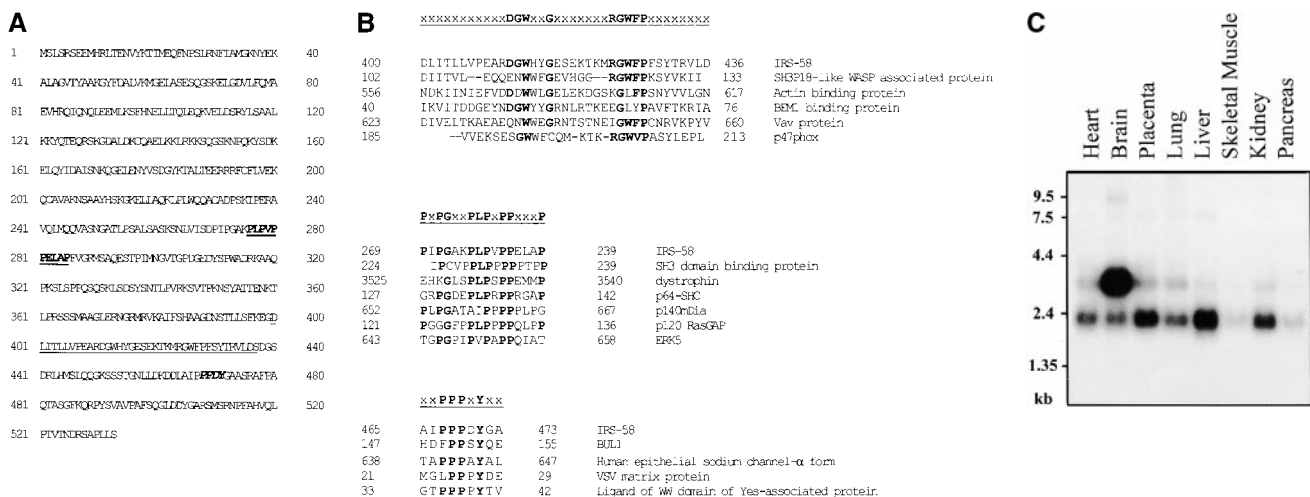 A
1 MSLSRSEEMHRLTENVYKTIMEQFNPSLRNFIAMGKNYEK 40
41 ALAGVTYAAKGYFDALVKMGELASESQGSKELGDVLFQMA 80
81 EVHRQIQNQLEEMLKSFHNELLTQLEQKVELDSRYLSAAL 120
121 KKYQTEQRSKGDALDKCQAELKKLRKKSQGSKNPQKYSDK 160
161 ELQYIDAISNKQGELENYVSDGYKTALTEERRRFCFLVEK 200
201 QCAVAKNSAAYHSKGKELLAQKLPLWQQACADPSKIPERA 240
241 VQLMQQVASNGATLPSALSASKSNLVISDPIPGAKPLPVP 280
281 PELAPFVGRMSAQESTPIMNGVTGPDGEDYSPWADRKAAQ 320
321 PKSLSPPQSQSKLSDSYSNTLPVRKSVTPKNSYATTENKT 360
361 LPRSSSMAAGLERNGRMRVKAIFSHAAGDNSTLLSFKEGD 400
401 LITLLVPEARDGWHYGESEKTKMRGWFPFSYTRVLDSDGS 440
441 DRLHMSLQQGKSSSTGNLLDKDDLAIPPPDYGAASRAFPA 480
481 QTASGFKQRPYSVAVPAFSQGLDDYGARSMSRNPFAHVQL 520
521 PTVTNDRSAPLLS
B
xxxxxxxxxxxDGWxxGxxxxxxxRGWFPxxxxxxxx
400 DLITLLVPEARDGWHYGESEKTKMRGWFPFSYTRVLD 436 IRS-58
102 DIITVL--EQQENWWFGEVHGG--RGWFPKSYVKII 133 SH3P18-like WASP associated protein
556 NDKIINIEFVDDDWWLGELEKDGSKGLFPSNYVVLGN 617 Actin binding protein
40 IKVITDDGEYNDGWYYGRNLRTKEEGLYPAVFTKRIA 76 BEM1 binding protein
623 DIVELTKAEAEQNWWEGRNTSTNEIGWFPCNRVKPYV 660 Vav protein
185 --VVEKSESGWWFCQM-KTK-RGWVPASYLEPL 213 p47phox
PxPGxxPLPxPPxxxP
269 PIPGAKPLPVPPELAP 239 IRS-58
224 IPCVPPLPPPPTPP 239 SH3 domain binding protein
3525 EHKGLSPLPSPPEMMP 3540 dystrophin
127 GRPGDEPLPRPPRGAP 142 p64-SHC
652 PLPGATAIPPPPPLPG 667 p140mDia
121 PGGGFPPLPPPPQLPP 136 p120 RasGAP
643 TGPPGPIPVPAPPQIAT 658 ERK5
xxPPPxYxx
465 AIPPPDYGA 473 IRS-58
147 HDFPPSYQE 155 BUL1
638 TAPPPAYAL 647 Human epithelial sodium channel-α form
21 MGLPPPYDE 29 VSV matrix protein
33 GTPPPPYTV 42 Ligand of WW domain of Yes-associated protein
C
Heart
Brain
Placenta
Lung
Liver
Skeletal Muscle
Kidney
Pancreas
9.5
7.5
4.4
2.4
1.35
kb